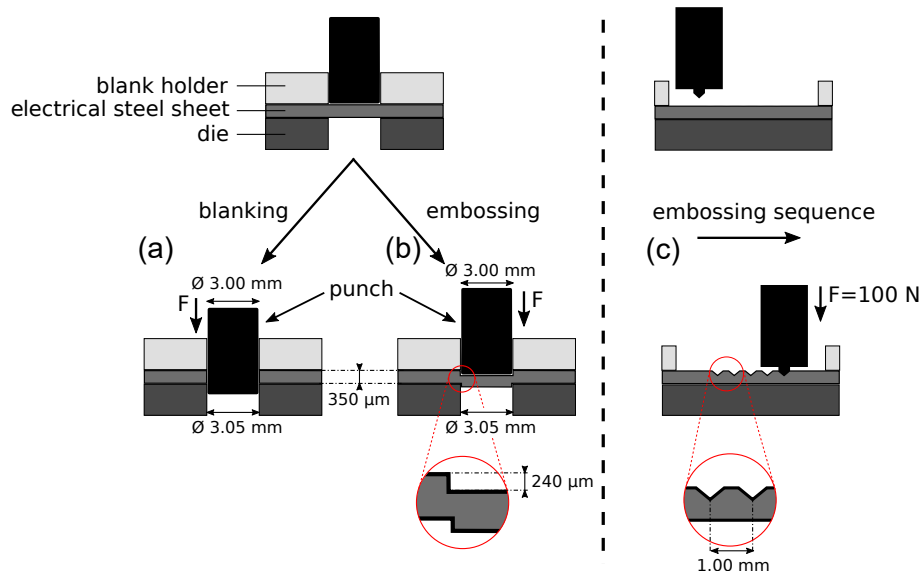 blank holder
electrical steel sheet
die
blanking
embossing
embossing sequence
(a)
(b)
(c)
Ø 3.00 mm
Ø 3.00 mm
F
punch
F
F=100 N
350 µm
Ø 3.05 mm
Ø 3.05 mm
240 µm
1.00 mm